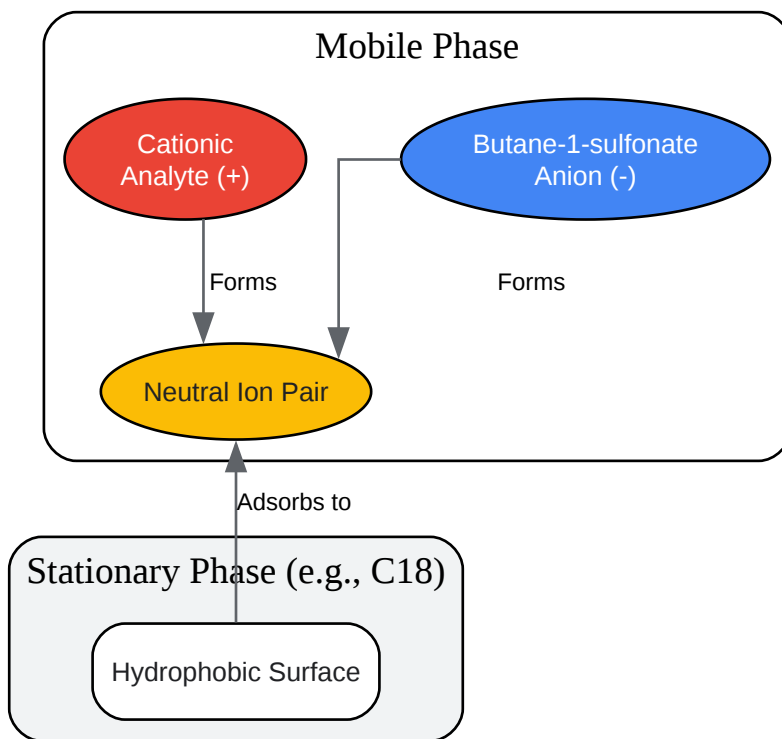 Mobile Phase
Cationic
Analyte (+)
Butane-1-sulfonate
Anion (-)
Forms
Forms
Neutral Ion Pair
Adsorbs to
Stationary Phase (e.g., C18)
Hydrophobic Surface